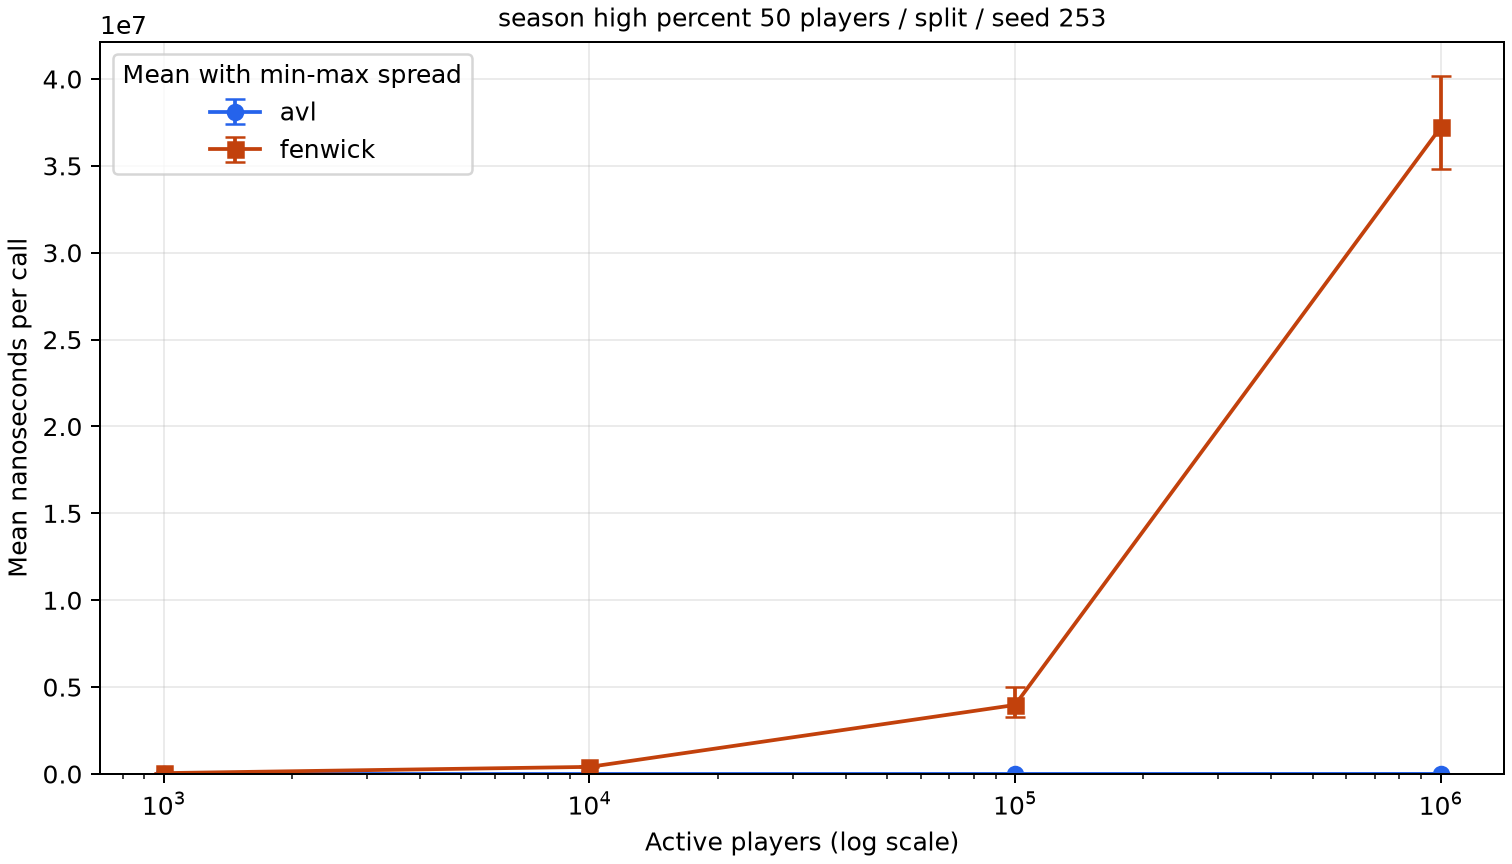 season high percent 50 players / split / seed 253
1e7
Mean with min-max spread
avl
fenwick
4.0
3.5
3.0
2.5
2.0
1.5
1.0
0.5
0.0
Mean nanoseconds per call
10³ 10⁴ 10⁵ 10⁶
Active players (log scale)